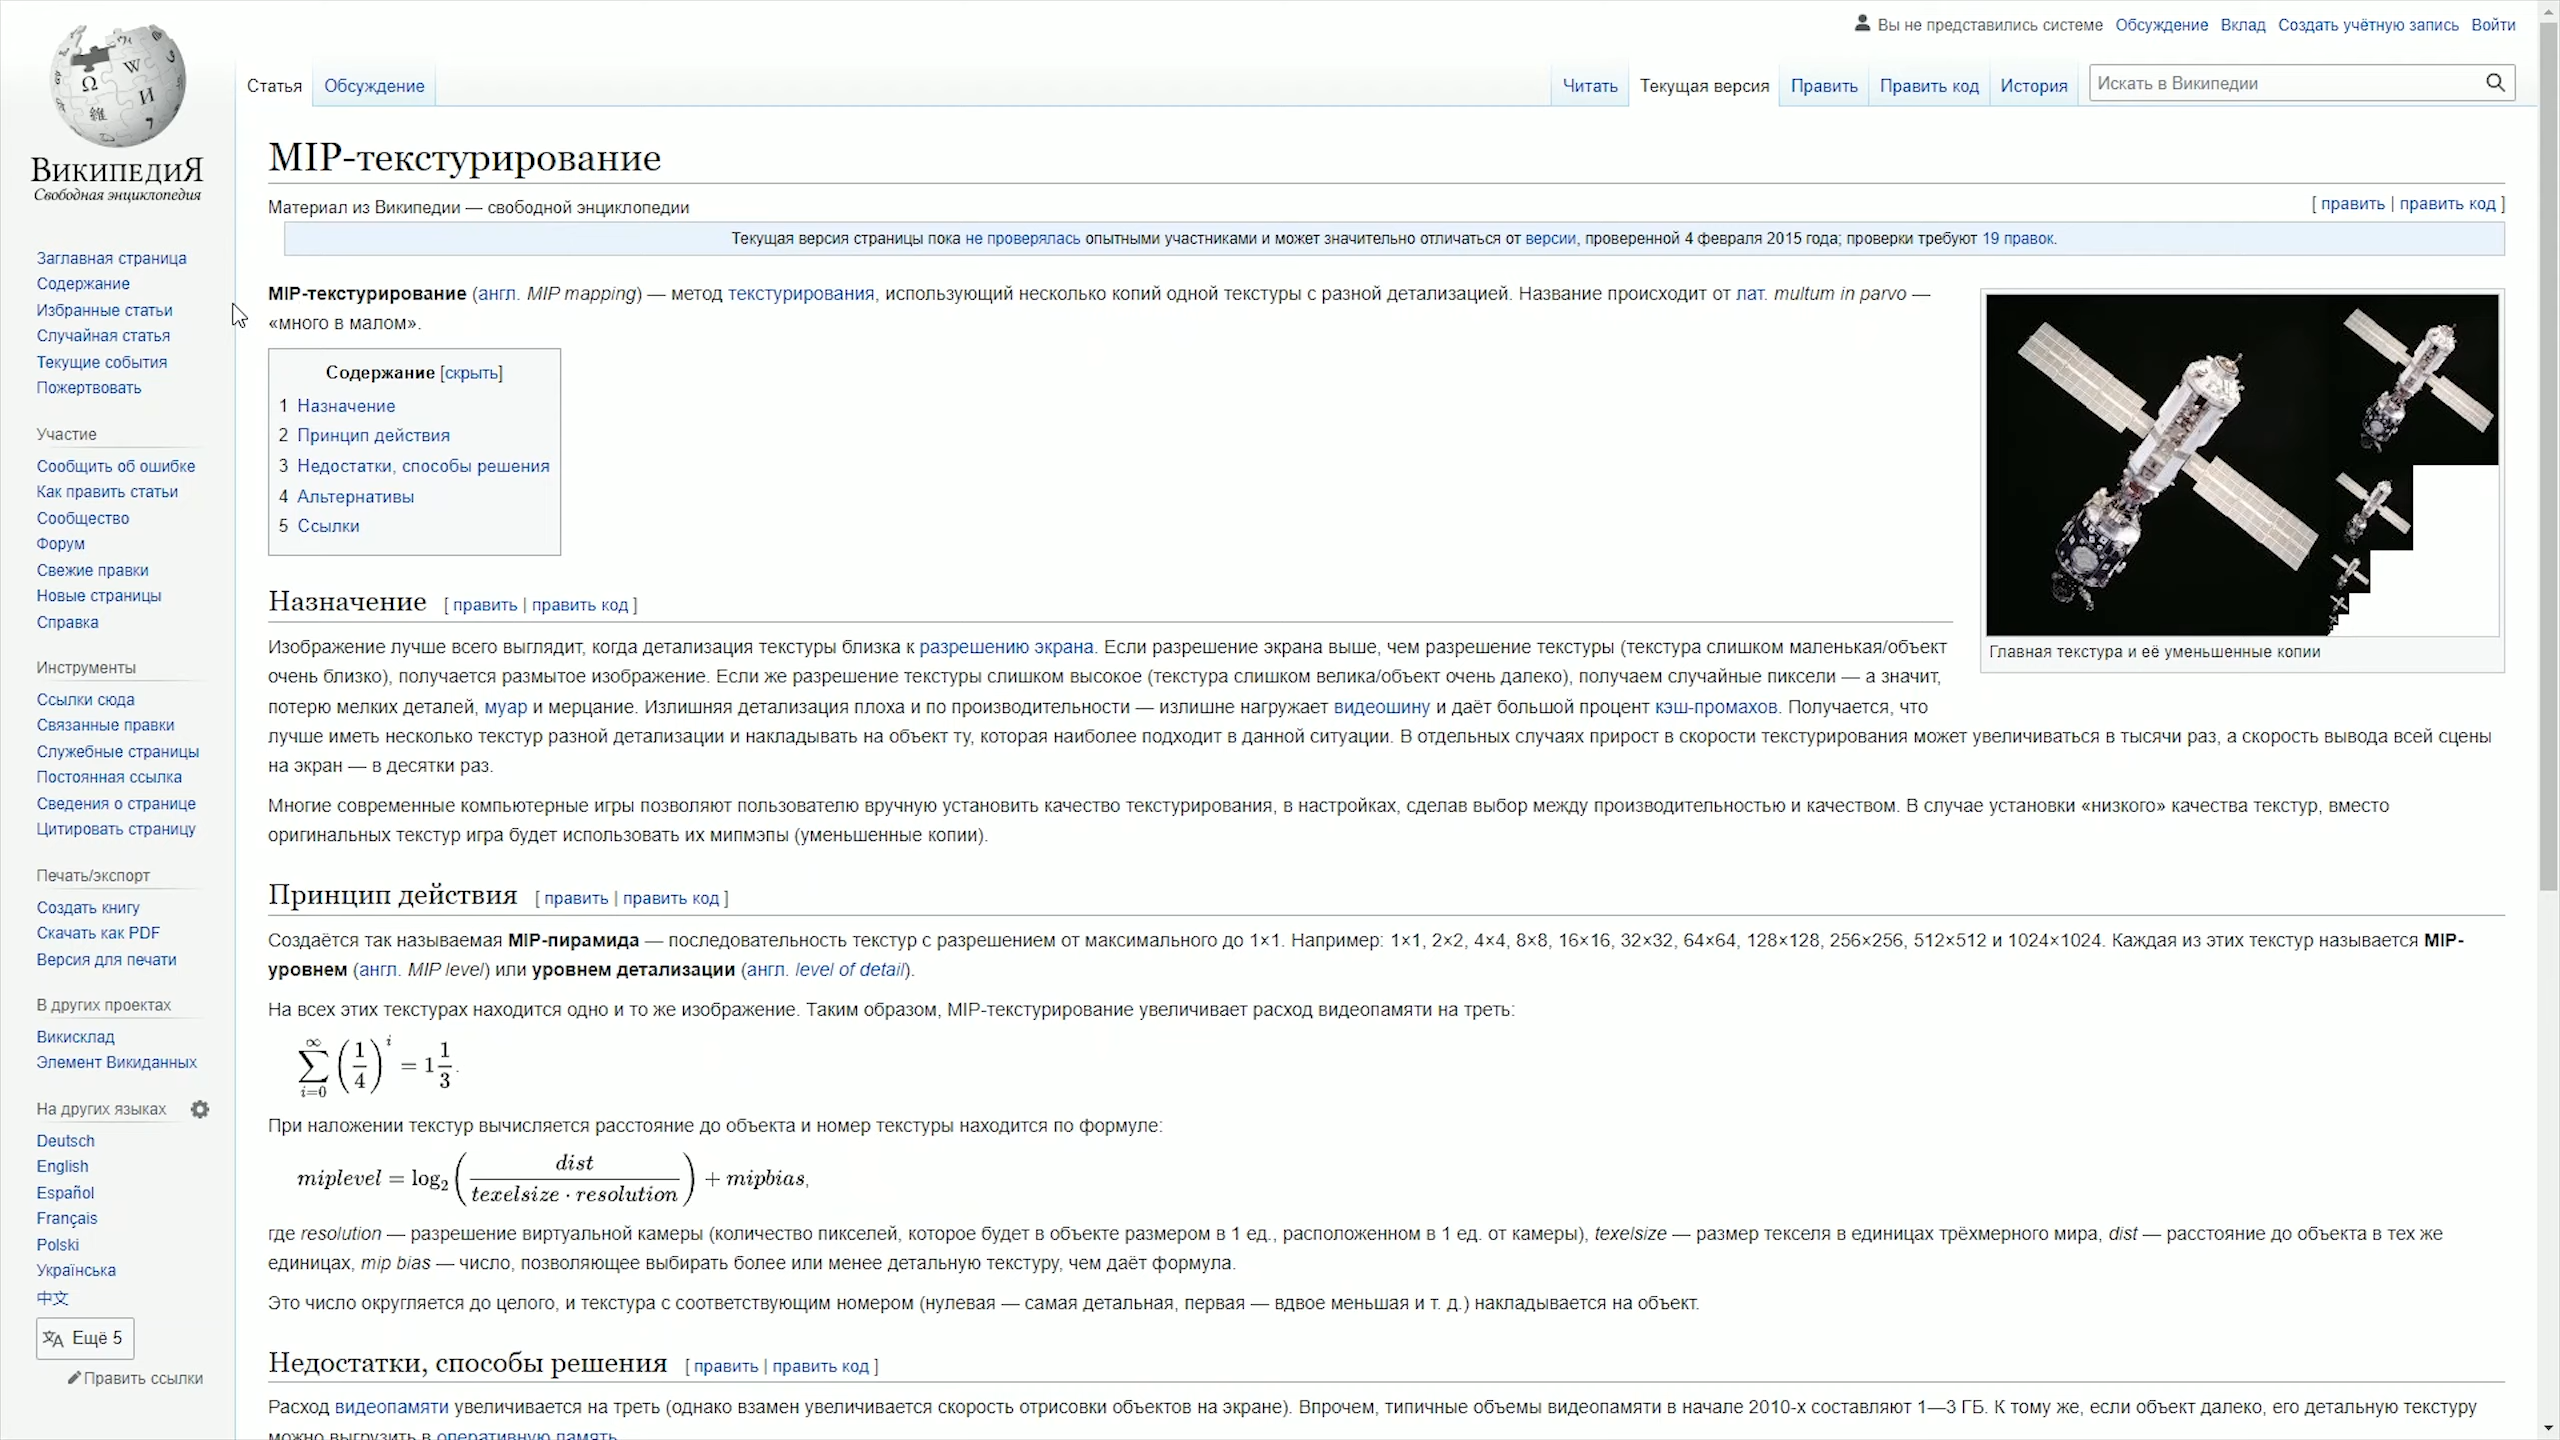 Вы не представились системе Обсуждение Вклад Создать учётную запись Войти
Статья Обсуждение Читать Текущая версия Править Править код История Искать в Википедии
ВИКИПЕДИЯ
Свободная энциклопедия
Заглавная страница
Содержание
Избранные статьи
Случайная статья
Текущие события
Пожертвовать
Участие
Сообщить об ошибке
Как править статьи
Сообщество
Форум
Свежие правки
Новые страницы
Справка
Инструменты
Ссылки сюда
Связанные правки
Служебные страницы
Постоянная ссылка
Сведения о странице
Цитировать страницу
Печать/экспорт
Создать книгу
Скачать как PDF
Версия для печати
В других проектах
Викисклад
Элемент Викиданных
На других языках
Deutsch
English
Español
Français
Polski
Українська
中文
Ещё 5
Править ссылки
MIP-текстурирование
Материал из Википедии — свободной энциклопедии [ править | править код ]
Текущая версия страницы пока не проверялась опытными участниками и может значительно отличаться от версии, проверенной 4 февраля 2015 года; проверки требуют 19 правок.
MIP-текстурирование (англ. MIP mapping) — метод текстурирования, использующий несколько копий одной текстуры с разной детализацией. Название происходит от лат. multum in parvo —
«много в малом».
Содержание [скрыть]
1 Назначение
2 Принцип действия
3 Недостатки, способы решения
4 Альтернативы
5 Ссылки
Главная текстура и её уменьшенные копии
Назначение [ править | править код ]
Изображение лучше всего выглядит, когда детализация текстуры близка к разрешению экрана. Если разрешение экрана выше, чем разрешение текстуры (текстура слишком маленькая/объект
очень близко), получается размытое изображение. Если же разрешение текстуры слишком высокое (текстура слишком велика/объект очень далеко), получаем случайные пиксели — а значит,
потерю мелких деталей, муар и мерцание. Излишняя детализация плоха и по производительности — излишне нагружает видеошину и даёт большой процент кэш-промахов. Получается, что
лучше иметь несколько текстур разной детализации и накладывать на объект ту, которая наиболее подходит в данной ситуации. В отдельных случаях прирост в скорости текстурирования может увеличиваться в тысячи раз, а скорость вывода всей сцены
на экран — в десятки раз.
Многие современные компьютерные игры позволяют пользователю вручную установить качество текстурирования, в настройках, сделав выбор между производительностью и качеством. В случае установки «низкого» качества текстур, вместо
оригинальных текстур игра будет использовать их мипмэпы (уменьшенные копии).
Принцип действия [ править | править код ]
Создаётся так называемая MIP-пирамида — последовательность текстур с разрешением от максимального до 1×1. Например: 1×1, 2×2, 4×4, 8×8, 16×16, 32×32, 64×64, 128×128, 256×256, 512×512 и 1024×1024. Каждая из этих текстур называется MIP-
уровнем (англ. MIP level) или уровнем детализации (англ. level of detail).
На всех этих текстурах находится одно и то же изображение. Таким образом, MIP-текстурирование увеличивает расход видеопамяти на треть:
∑ i=0 ∞ (1/4)^i = 1 1/3.
При наложении текстур вычисляется расстояние до объекта и номер текстуры находится по формуле:
miplevel = log₂ (dist / texelsize · resolution) + mipbias,
где resolution — разрешение виртуальной камеры (количество пикселей, которое будет в объекте размером в 1 ед., расположенном в 1 ед. от камеры), texelsize — размер текселя в единицах трёхмерного мира, dist — расстояние до объекта в тех же
единицах, mip bias — число, позволяющее выбирать более или менее детальную текстуру, чем даёт формула.
Это число округляется до целого, и текстура с соответствующим номером (нулевая — самая детальная, первая — вдвое меньшая и т. д.) накладывается на объект.
Недостатки, способы решения [ править | править код ]
Расход видеопамяти увеличивается на треть (однако взамен увеличивается скорость отрисовки объектов на экране). Впрочем, типичные объемы видеопамяти в начале 2010-х составляют 1—3 ГБ. К тому же, если объект далеко, его детальную текстуру
можно выгрузить в оперативную память.